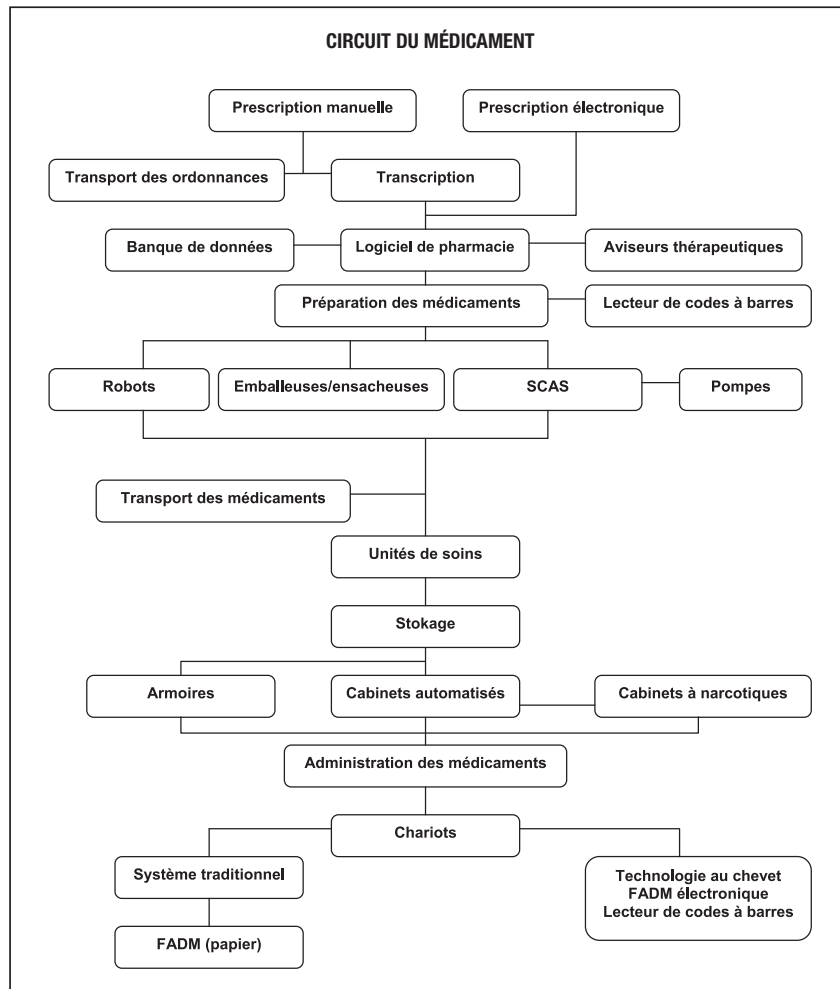 CIRCUIT DU MÉDICAMENT
Prescription manuelle
Prescription électronique
Transport des ordonnances
Transcription
Banque de données
Logiciel de pharmacie
Aviseurs thérapeutiques
Préparation des médicaments
Lecteur de codes à barres
Robots
Emballeuses/ensacheuses
SCAS
Pompes
Transport des médicaments
Unités de soins
Stokage
Armoires
Cabinets automatisés
Cabinets à narcotiques
Administration des médicaments
Chariots
Système traditionnel
Technologie au chevet
FADM électronique
Lecteur de codes à barres
FADM (papier)